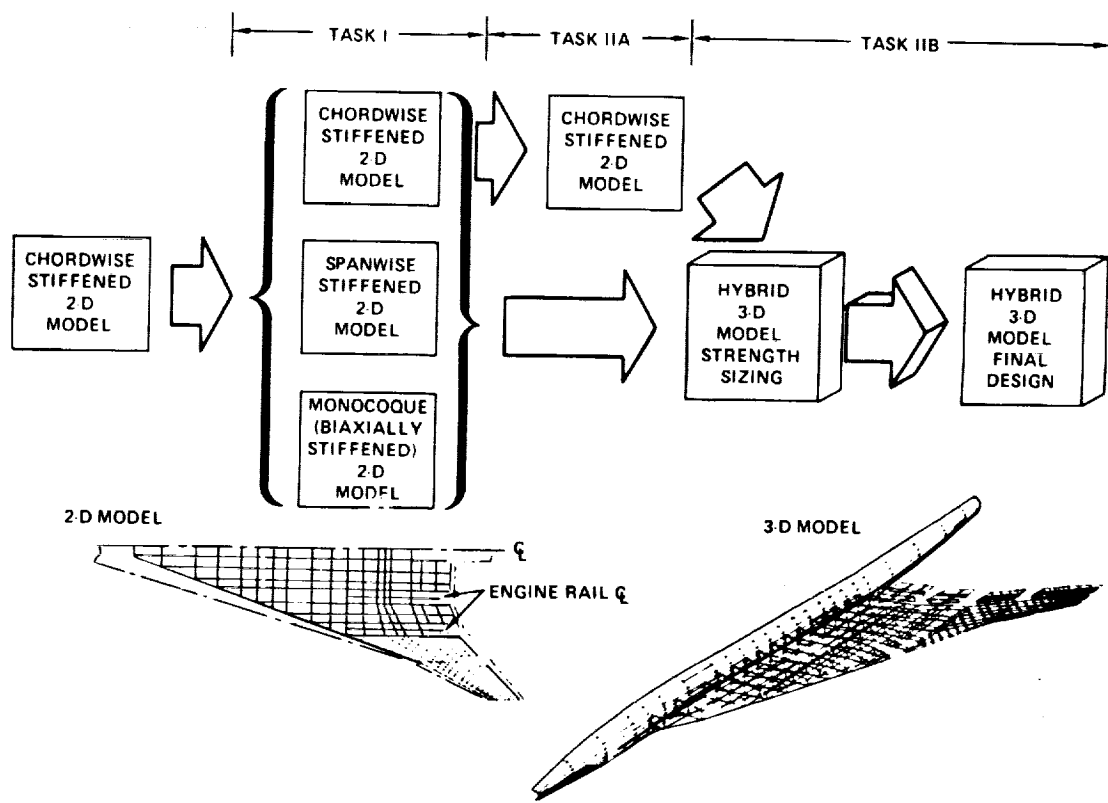 TASK I
TASK IIA
TASK IIB
CHORDWISE
STIFFENED
2-D
MODEL
CHORDWISE
STIFFENED
2-D
MODEL
SPANWISE
STIFFENED
2-D
MODEL
MONOCOQUE
(BIAXIALLY
STIFFENED)
2-D
MODEL
CHORDWISE
STIFFENED
2-D
MODEL
HYBRID
3-D
MODEL
STRENGTH
SIZING
HYBRID
3-D
MODEL
FINAL
DESIGN
2-D MODEL
℄
ENGINE RAIL ℄
3-D MODEL